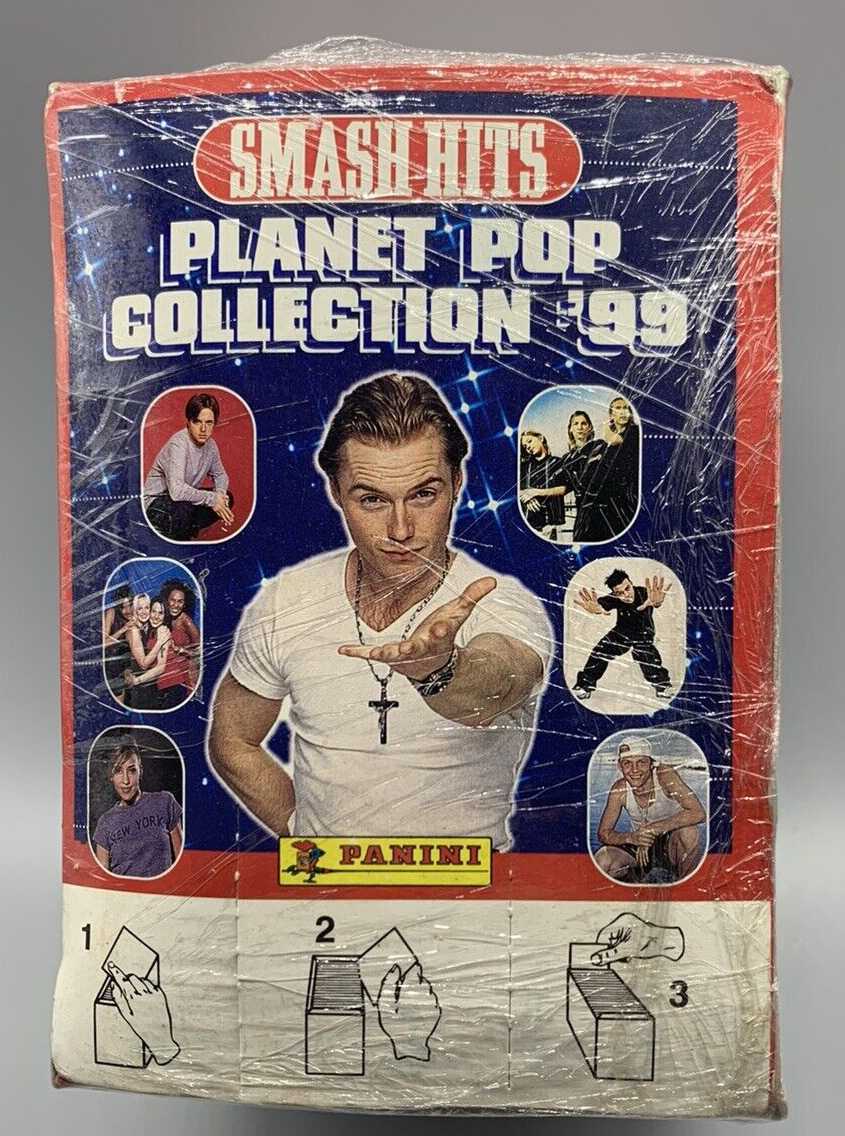 SMASH HITS
PLANET POP
COLLECTION '99
NEW YORK
PANINI
1
2
3